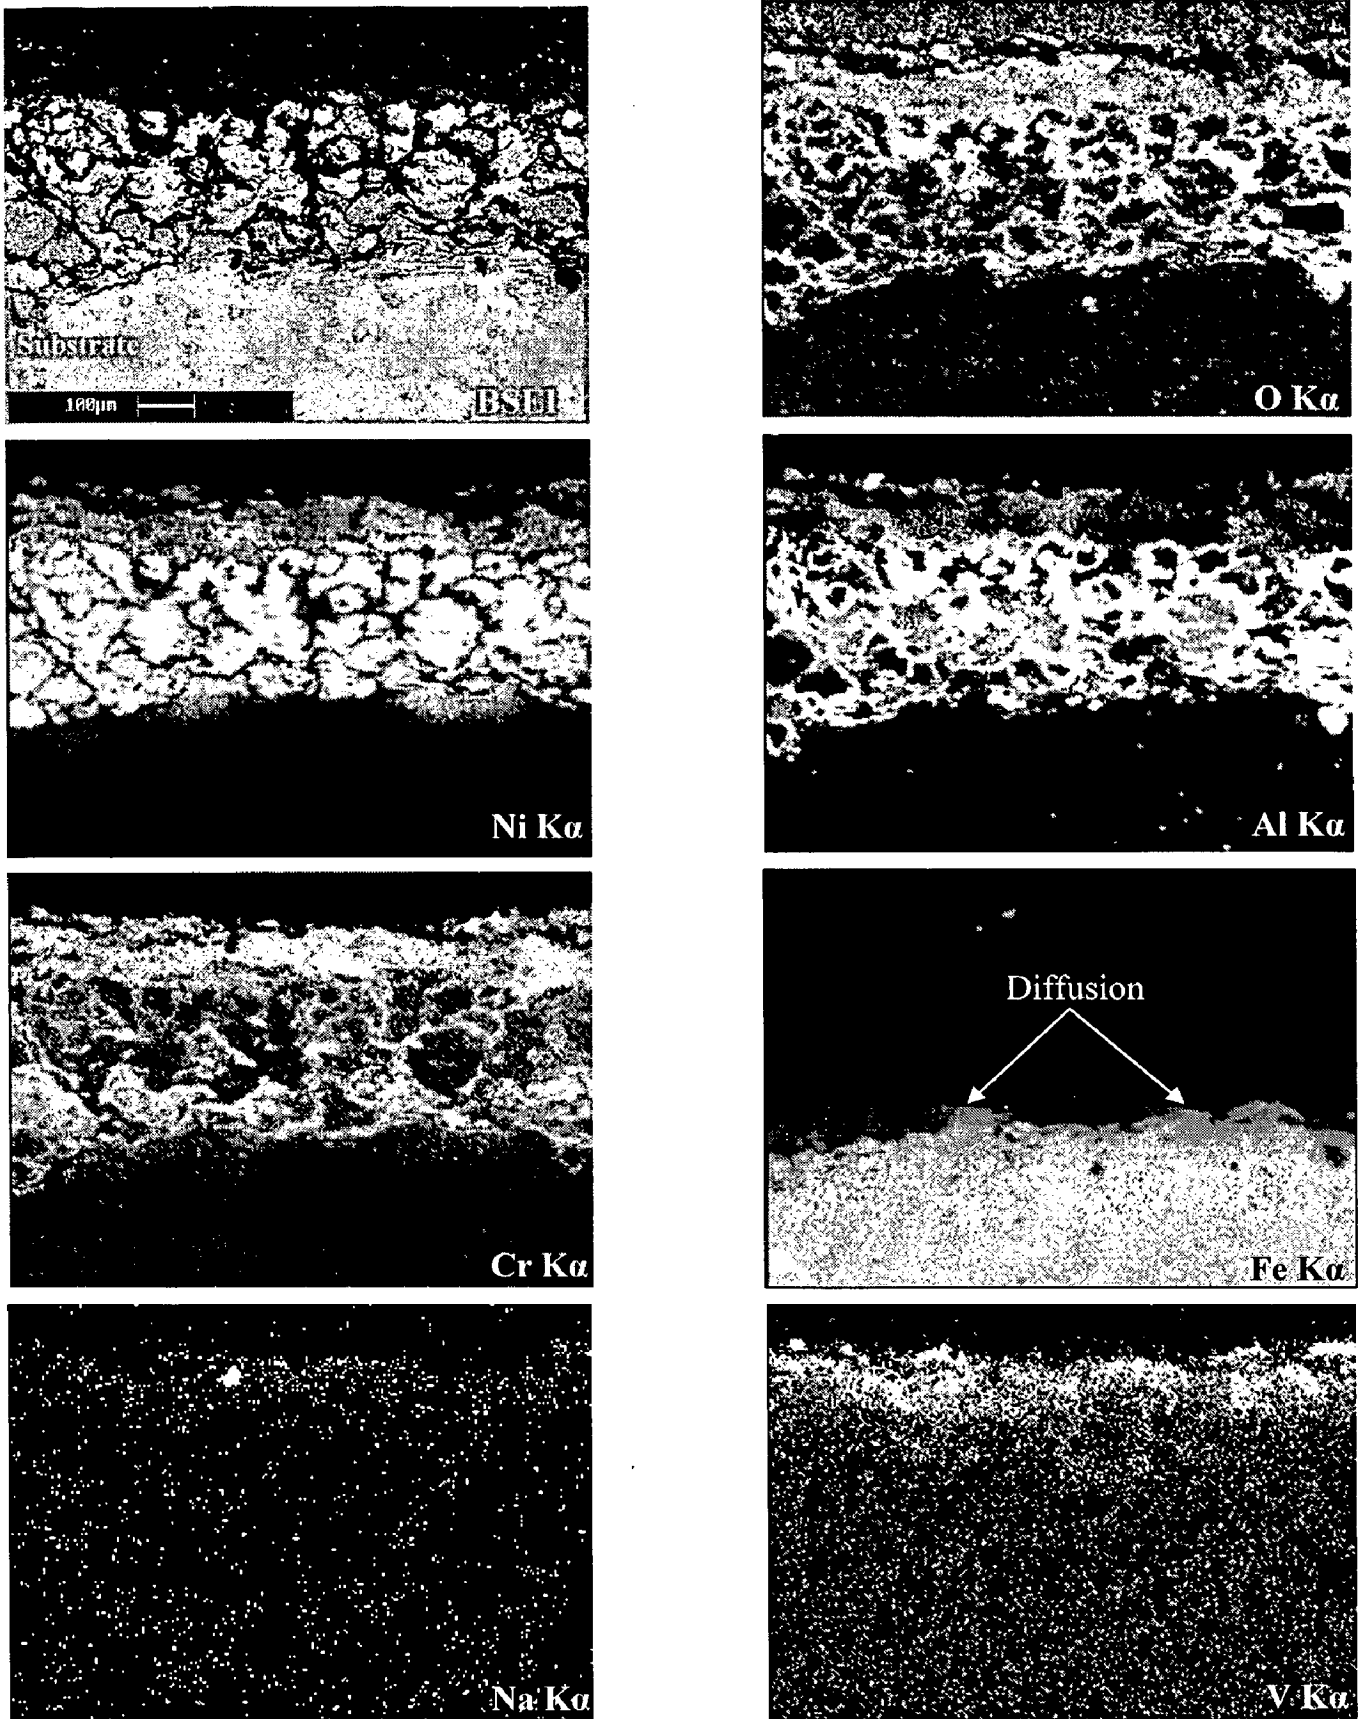 Substrate
100µm
BSEI
O Kα
Ni Kα
Al Kα
Diffusion
Cr Kα
Fe Kα
Na Kα
V Kα